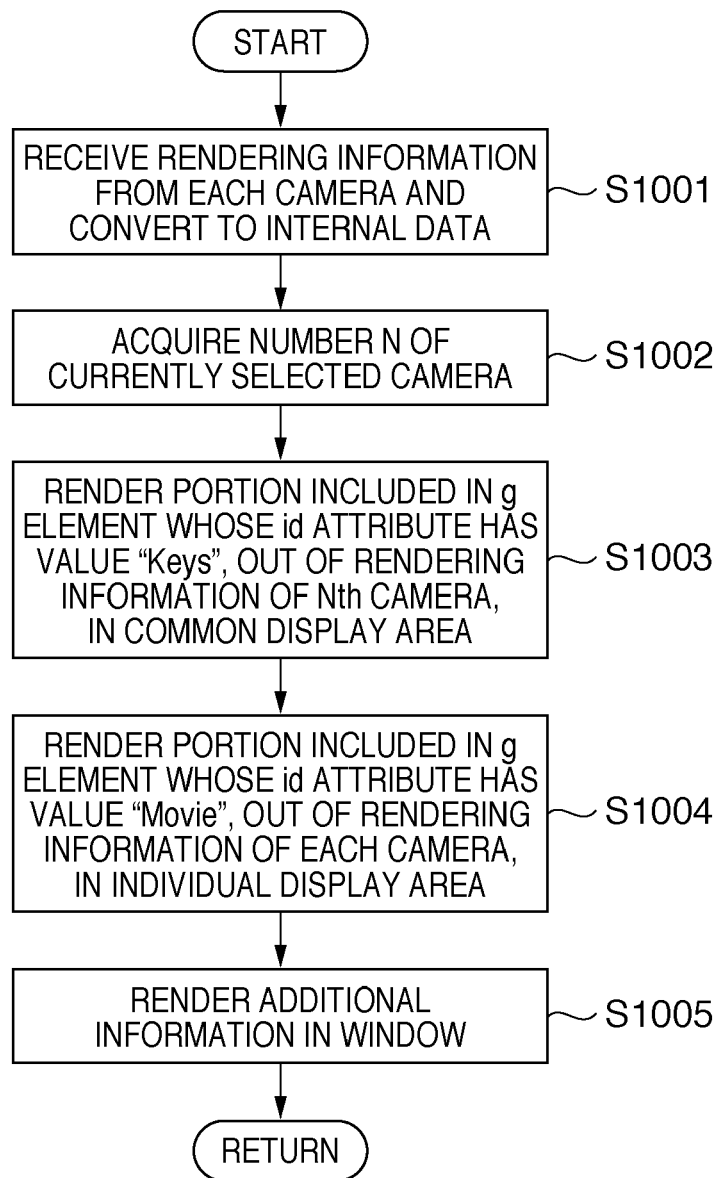 START
RECEIVE RENDERING INFORMATION
FROM EACH CAMERA AND
CONVERT TO INTERNAL DATA
S1001
ACQUIRE NUMBER N OF
CURRENTLY SELECTED CAMERA
S1002
RENDER PORTION INCLUDED IN g
ELEMENT WHOSE id ATTRIBUTE HAS
VALUE “Keys”, OUT OF RENDERING
INFORMATION OF Nth CAMERA,
IN COMMON DISPLAY AREA
S1003
RENDER PORTION INCLUDED IN g
ELEMENT WHOSE id ATTRIBUTE HAS
VALUE “Movie”, OUT OF RENDERING
INFORMATION OF EACH CAMERA,
IN INDIVIDUAL DISPLAY AREA
S1004
RENDER ADDITIONAL
INFORMATION IN WINDOW
S1005
RETURN